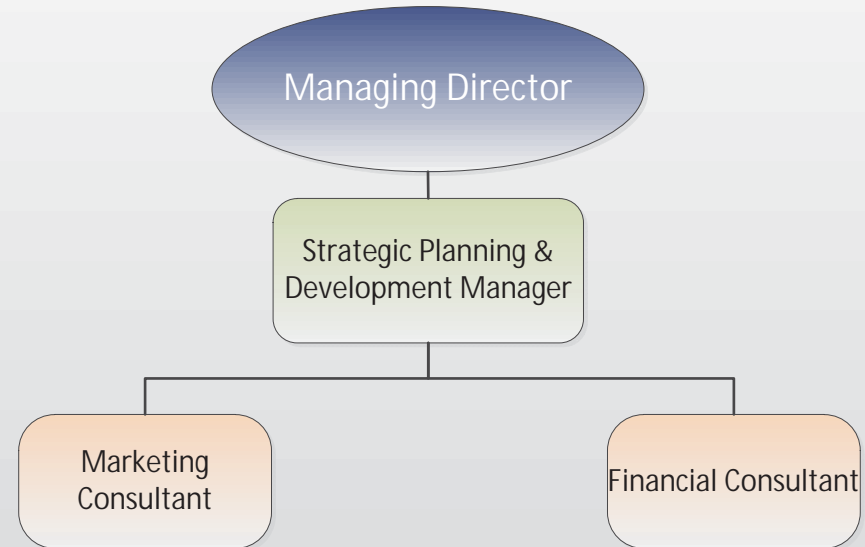 Managing Director
Strategic Planning &
Development Manager
Marketing
Consultant
Financial Consultant